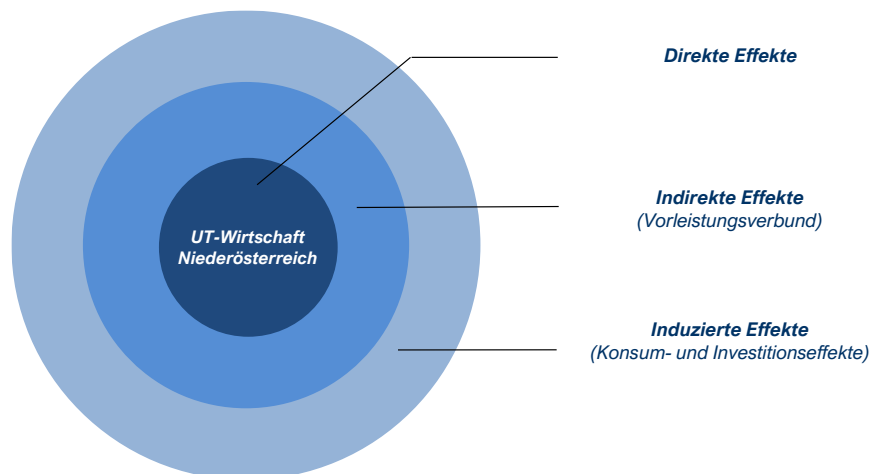 Direkte Effekte
Indirekte Effekte
(Vorleistungsverbund)
UT-Wirtschaft
Niederösterreich
Induzierte Effekte
(Konsum- und Investitionseffekte)